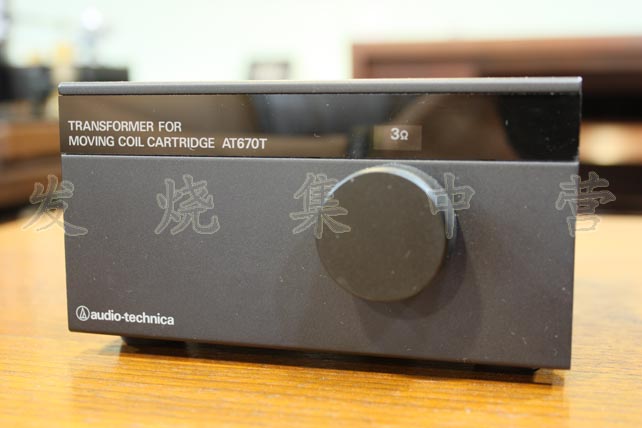 TRANSFORMER FOR
MOVING COIL CARTRIDGE AT670T
3Ω
发烧集中营
audio-technica